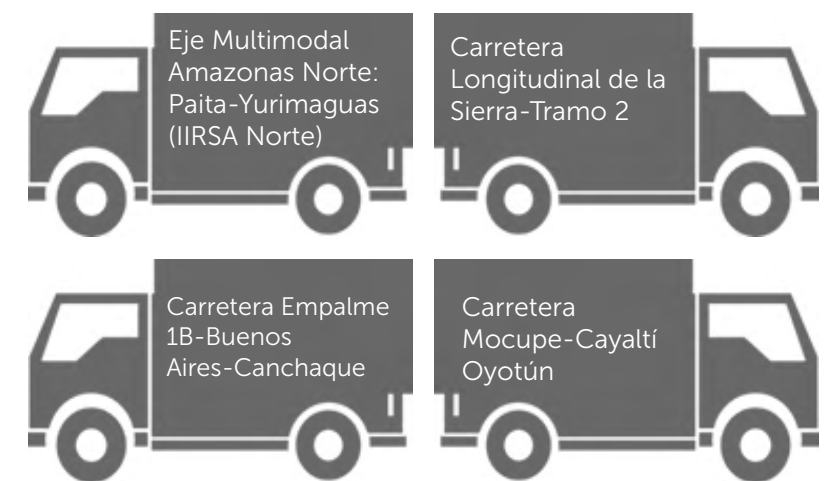 Eje Multimodal
Amazonas Norte:
Paita-Yurimaguas
(IIRSA Norte)
Carretera
Longitudinal de la
Sierra-Tramo 2
Carretera Empalme
1B-Buenos
Aires-Canchaque
Carretera
Mocupe-Cayaltí
Oyotún